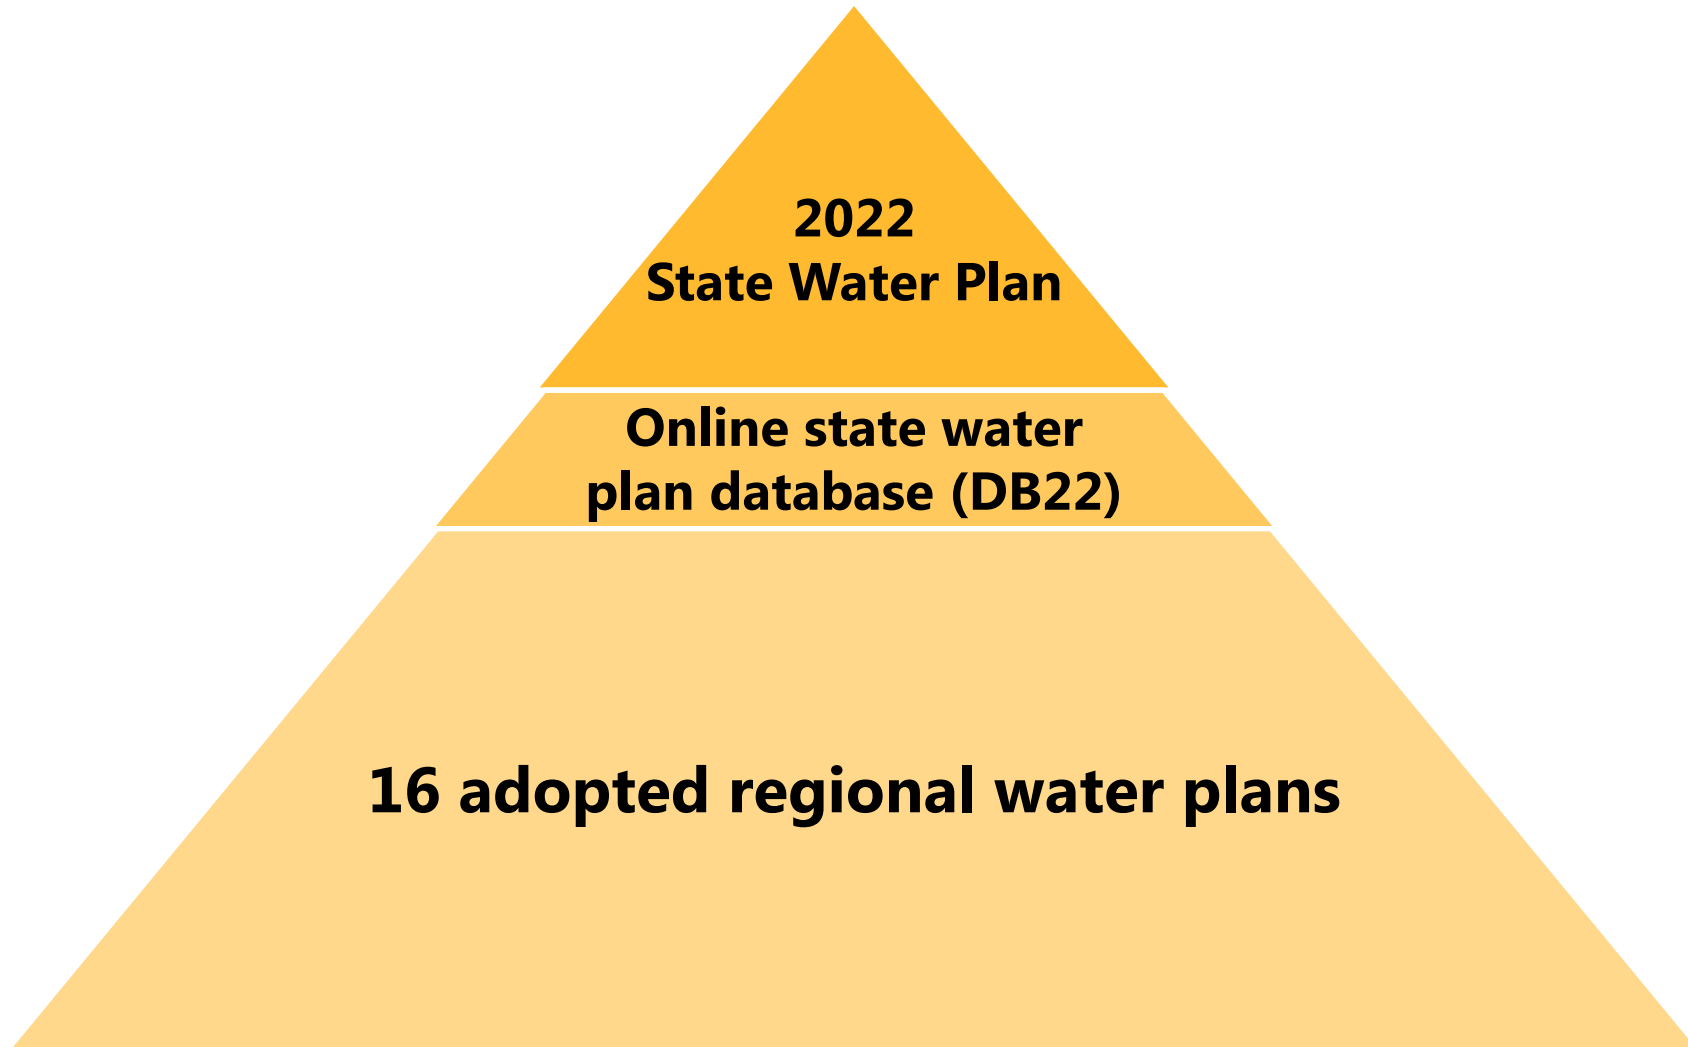 2022
State Water Plan
Online state water
plan database (DB22)
16 adopted regional water plans